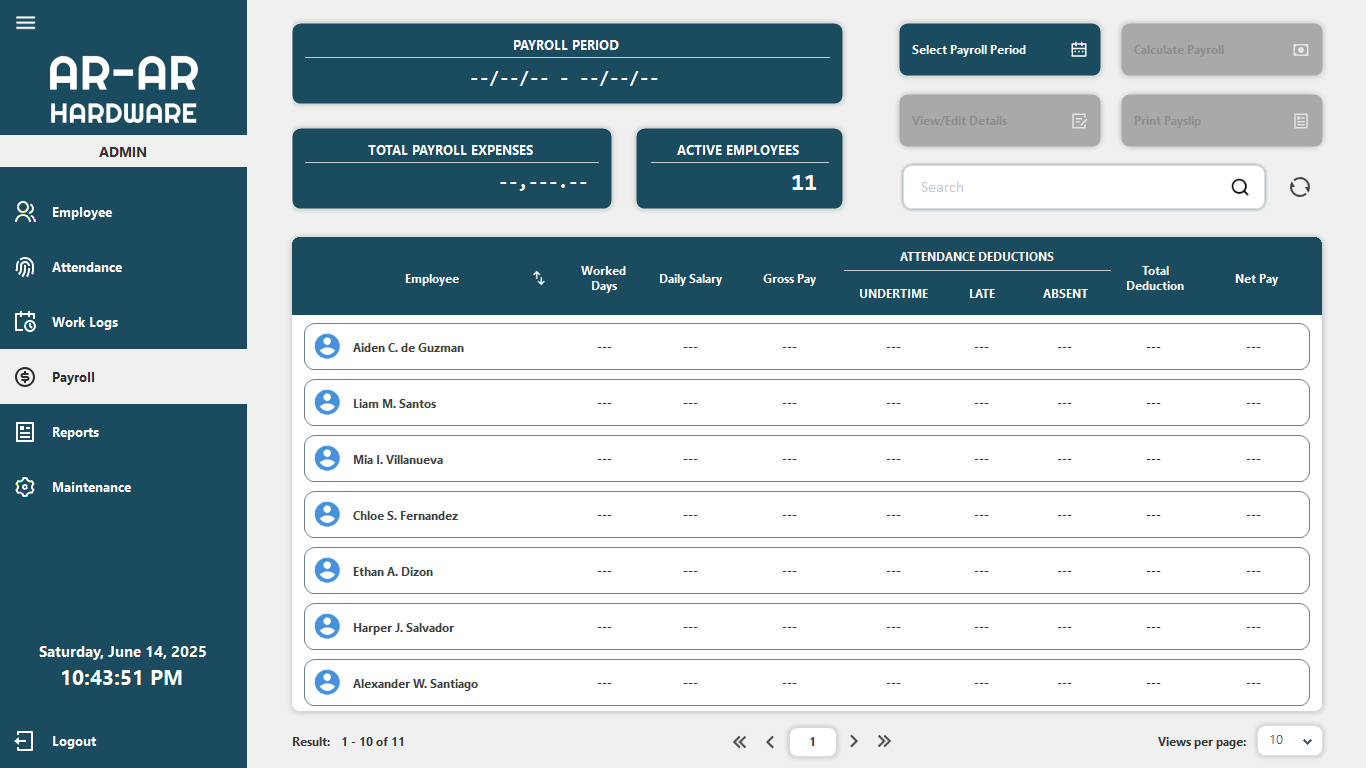 AR-AR
HARDWARE
ADMIN
Employee
Attendance
Work Logs
Payroll
Reports
Maintenance
Saturday, June 14, 2025
10:43:51 PM
Logout
PAYROLL PERIOD
--/--/-- - --/--/--
TOTAL PAYROLL EXPENSES
--,---.--
ACTIVE EMPLOYEES
11
Select Payroll Period
Calculate Payroll
View/Edit Details
Print Payslip
Search
Employee
Worked Days
Daily Salary
Gross Pay
ATTENDANCE DEDUCTIONS
UNDERTIME LATE ABSENT
Total Deduction
Net Pay
Aiden C. de Guzman --- --- --- --- --- --- --- ---
Liam M. Santos --- --- --- --- --- --- --- ---
Mia I. Villanueva --- --- --- --- --- --- --- ---
Chloe S. Fernandez --- --- --- --- --- --- --- ---
Ethan A. Dizon --- --- --- --- --- --- --- ---
Harper J. Salvador --- --- --- --- --- --- --- ---
Alexander W. Santiago --- --- --- --- --- --- --- ---
Result: 1 - 10 of 11
1
Views per page: 10